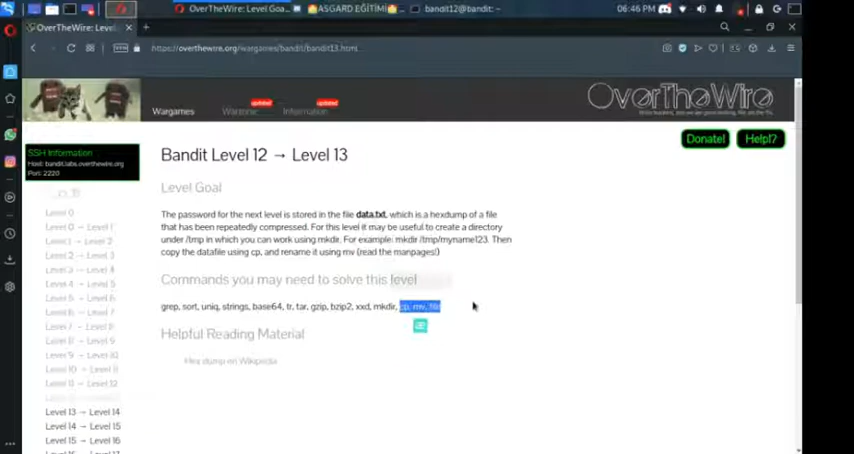 OverTheWire: Level Goa...
ASGARD EĞİTİMİ
bandit12@bandit: ~
06:46 PM
OverTheWire: Level
https://overthewire.org/wargames/bandit/bandit13.html
updated
updated
Wargames
Information
OverTheWire
Donate!
Help!?
SSH Information
Host: bandit.labs.overthewire.org
Port: 2220
Bandit Level 12 → Level 13
Level Goal
The password for the next level is stored in the file data.txt, which is a hexdump of a file
that has been repeatedly compressed. For this level it may be useful to create a directory
under /tmp in which you can work using mkdir. For example: mkdir /tmp/myname123. Then
copy the datafile using cp, and rename it using mv (read the manpages!)
Commands you may need to solve this level
grep, sort, uniq, strings, base64, tr, tar, gzip, bzip2, xxd, mkdir, cp, mv, file
Helpful Reading Material
Hex dump on Wikipedia
Level 0
Level 0 → Level 1
Level 1 → Level 2
Level 2 → Level 3
Level 3 → Level 4
Level 4 → Level 5
Level 5 → Level 6
Level 6 → Level 7
Level 7 → Level 8
Level 8 → Level 9
Level 9 → Level 10
Level 10 → Level 11
Level 11 → Level 12
Level 13 → Level 14
Level 14 → Level 15
Level 15 → Level 16